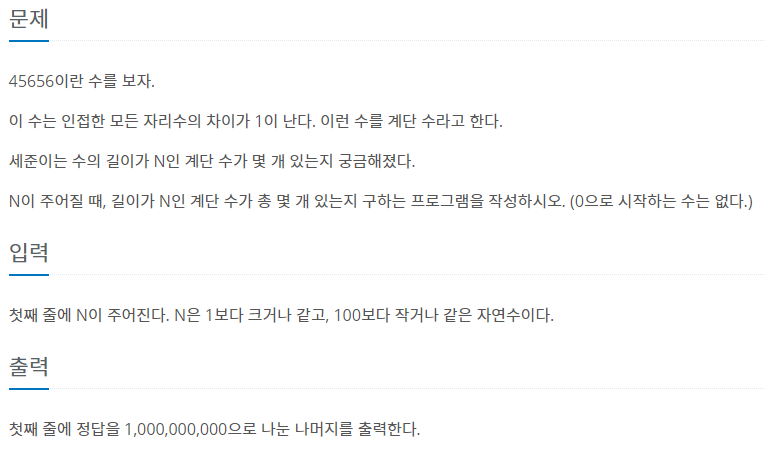 문제
45656이란 수를 보자.
이 수는 인접한 모든 자리수의 차이가 1이 난다. 이런 수를 계단 수라고 한다.
세준이는 수의 길이가 N인 계단 수가 몇 개 있는지 궁금해졌다.
N이 주어질 때, 길이가 N인 계단 수가 총 몇 개 있는지 구하는 프로그램을 작성하시오. (0으로 시작하는 수는 없다.)
입력
첫째 줄에 N이 주어진다. N은 1보다 크거나 같고, 100보다 작거나 같은 자연수이다.
출력
첫째 줄에 정답을 1,000,000,000으로 나눈 나머지를 출력한다.